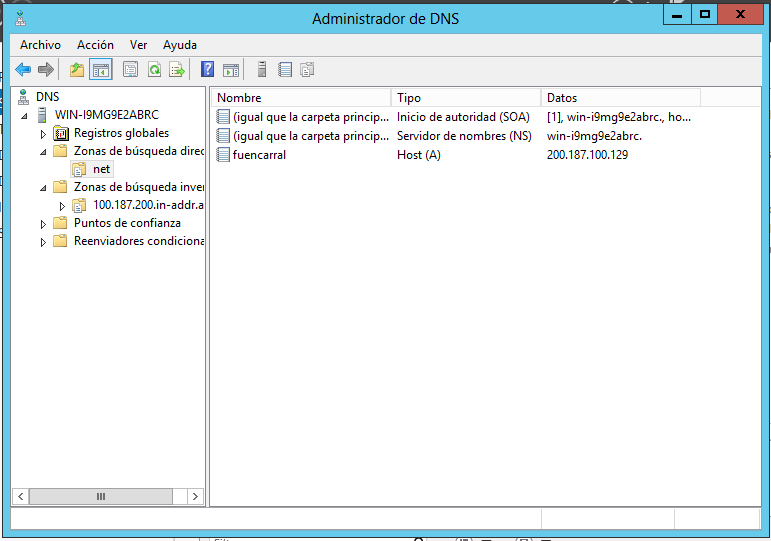 Administrador de DNS
Archivo Acción Ver Ayuda
DNS
WIN-I9MG9E2ABRC
Registros globales
Zonas de búsqueda direc
net
Zonas de búsqueda inver
100.187.200.in-addr.a
Puntos de confianza
Reenviadores condiciona
Nombre Tipo Datos
(igual que la carpeta princip... Inicio de autoridad (SOA) [1], win-i9mg9e2abrc., ho...
(igual que la carpeta princip... Servidor de nombres (NS) win-i9mg9e2abrc.
fuencarral Host (A) 200.187.100.129